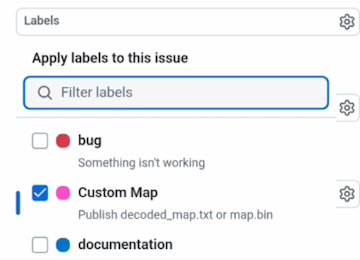 Labels
Apply labels to this issue
Filter labels
bug
Something isn't working
Custom Map
Publish decoded_map.txt or map.bin
documentation